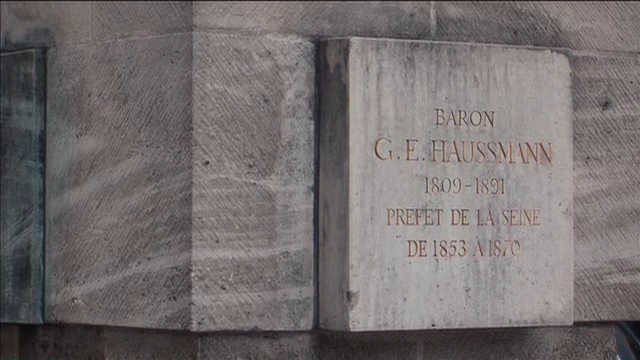 BARON
G.E. HAUSSMANN
1809-1891
PREFET DE LA SEINE
DE 1853 A 1870